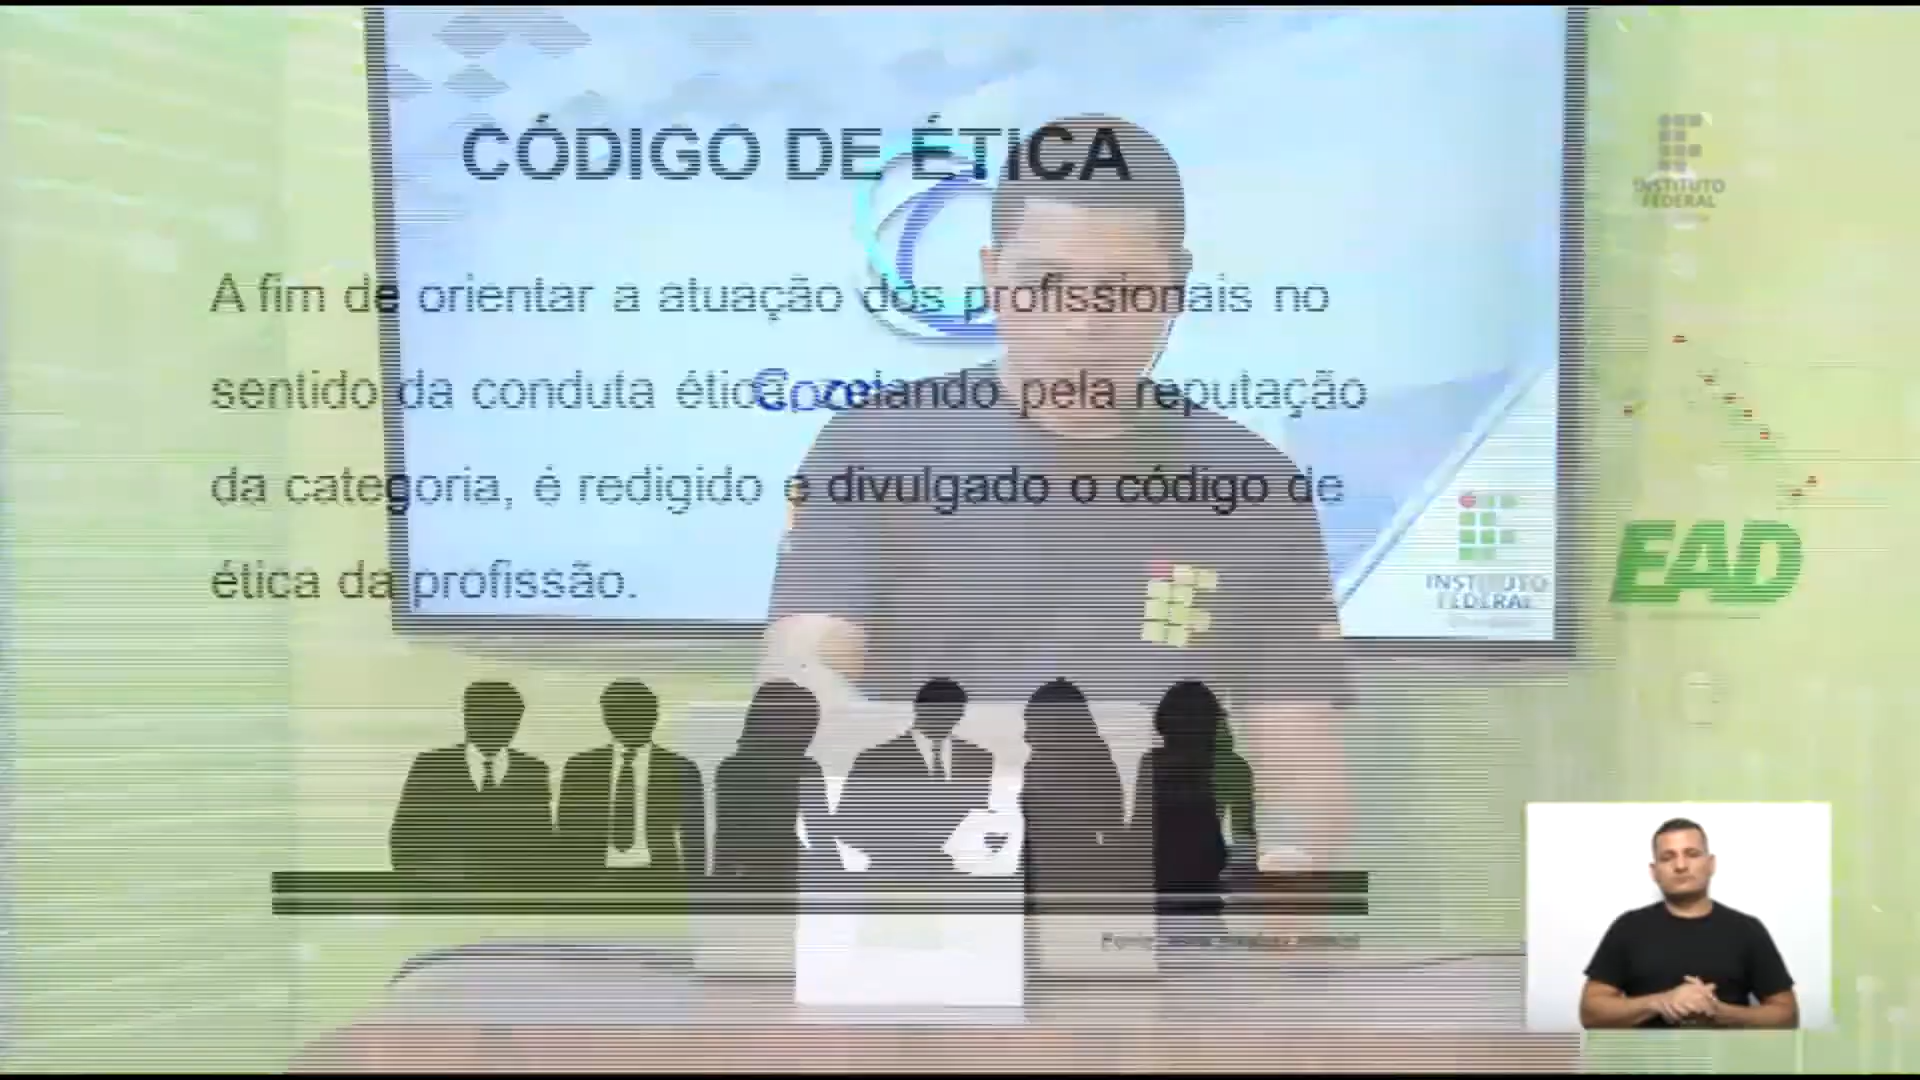 CÓDIGO DE ÉTICA
INSTITUTO
FEDERAL
A fim de orientar a atuação dos profissionais no
sentido da conduta ética, zelando pela reputação
da categoria, é redigido e divulgado o código de
ética da profissão.
INSTITUTO
FEDERAL
EAD